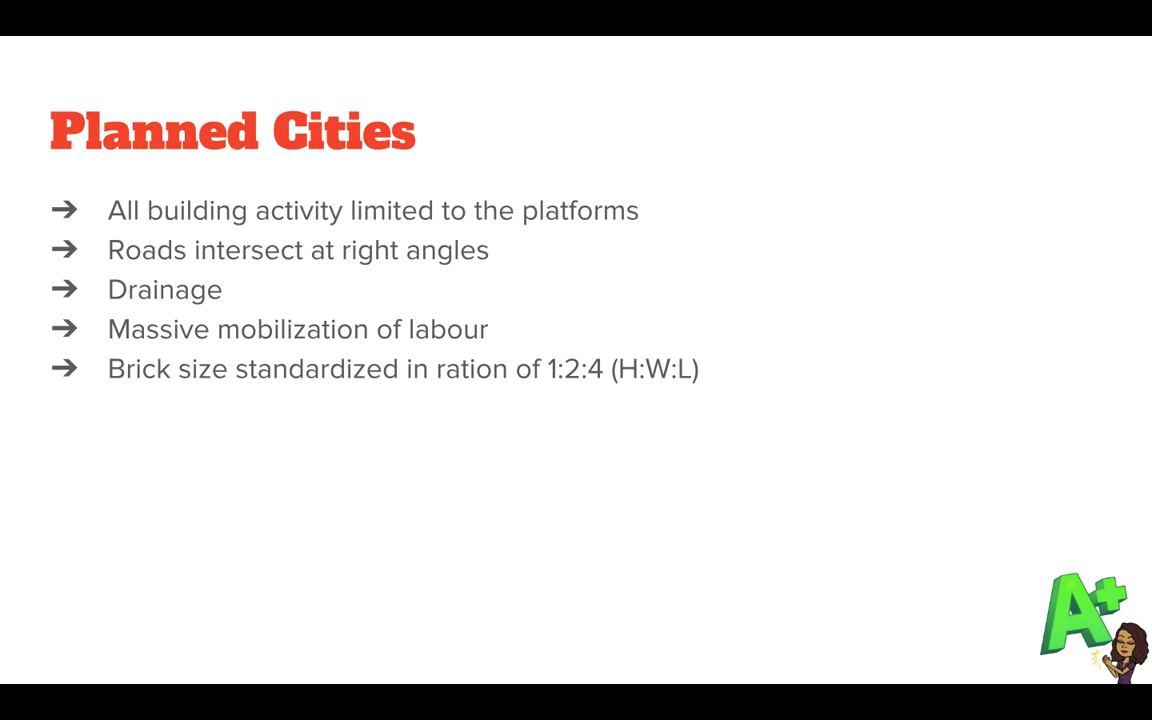 Planned Cities
➔ All building activity limited to the platforms
➔ Roads intersect at right angles
➔ Drainage
➔ Massive mobilization of labour
➔ Brick size standardized in ration of 1:2:4 (H:W:L)
A+